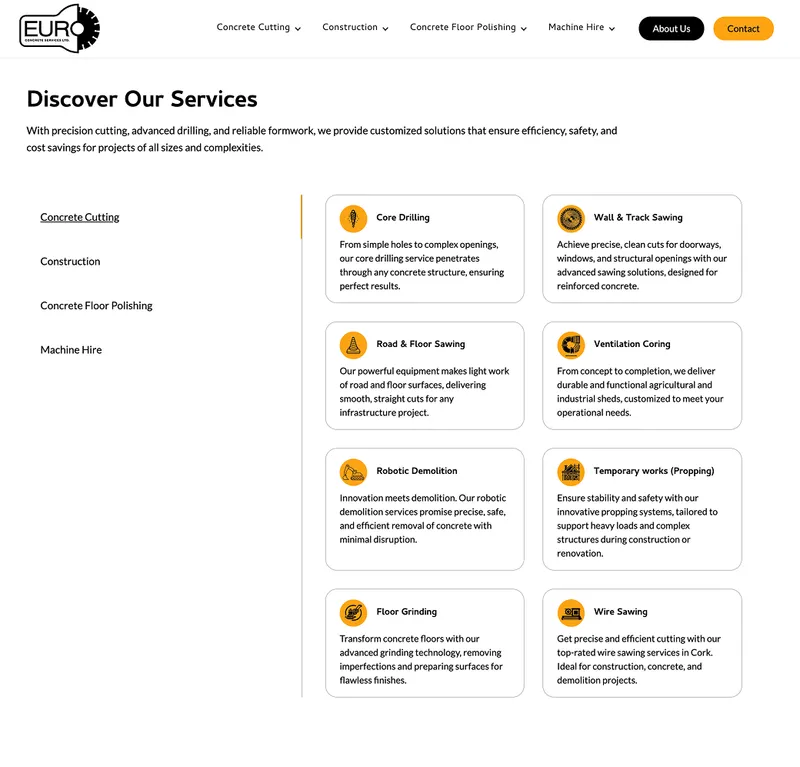 EURO
CONCRETE SERVICES LTD.
Concrete Cutting
Construction
Concrete Floor Polishing
Machine Hire
About Us
Contact
Discover Our Services
With precision cutting, advanced drilling, and reliable formwork, we provide customized solutions that ensure efficiency, safety, and
cost savings for projects of all sizes and complexities.
Concrete Cutting
Construction
Concrete Floor Polishing
Machine Hire
Core Drilling
From simple holes to complex openings,
our core drilling service penetrates
through any concrete structure, ensuring
perfect results.
Wall & Track Sawing
Achieve precise, clean cuts for doorways,
windows, and structural openings with our
advanced sawing solutions, designed for
reinforced concrete.
Road & Floor Sawing
Our powerful equipment makes light work
of road and floor surfaces, delivering
smooth, straight cuts for any
infrastructure project.
Ventilation Coring
From concept to completion, we deliver
durable and functional agricultural and
industrial sheds, customized to meet your
operational needs.
Robotic Demolition
Innovation meets demolition. Our robotic
demolition services promise precise, safe,
and efficient removal of concrete with
minimal disruption.
Temporary works (Propping)
Ensure stability and safety with our
innovative propping systems, tailored to
support heavy loads and complex
structures during construction or
renovation.
Floor Grinding
Transform concrete floors with our
advanced grinding technology, removing
imperfections and preparing surfaces for
flawless finishes.
Wire Sawing
Get precise and efficient cutting with our
top-rated wire sawing services in Cork.
Ideal for construction, concrete, and
demolition projects.